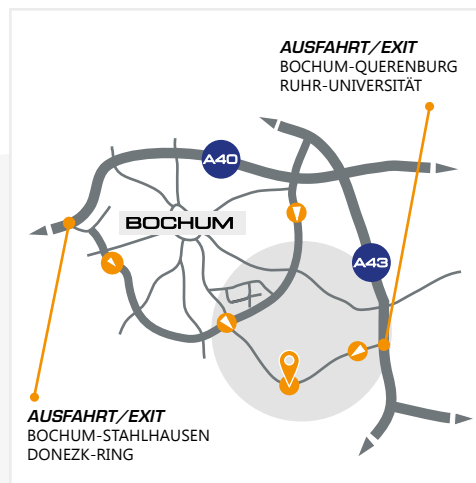 AUSFAHRT/EXIT
BOCHUM-QUERENBURG
RUHR-UNIVERSITÄT
A40
BOCHUM
A43
AUSFAHRT/EXIT
BOCHUM-STAHLHAUSEN
DONEZK-RING